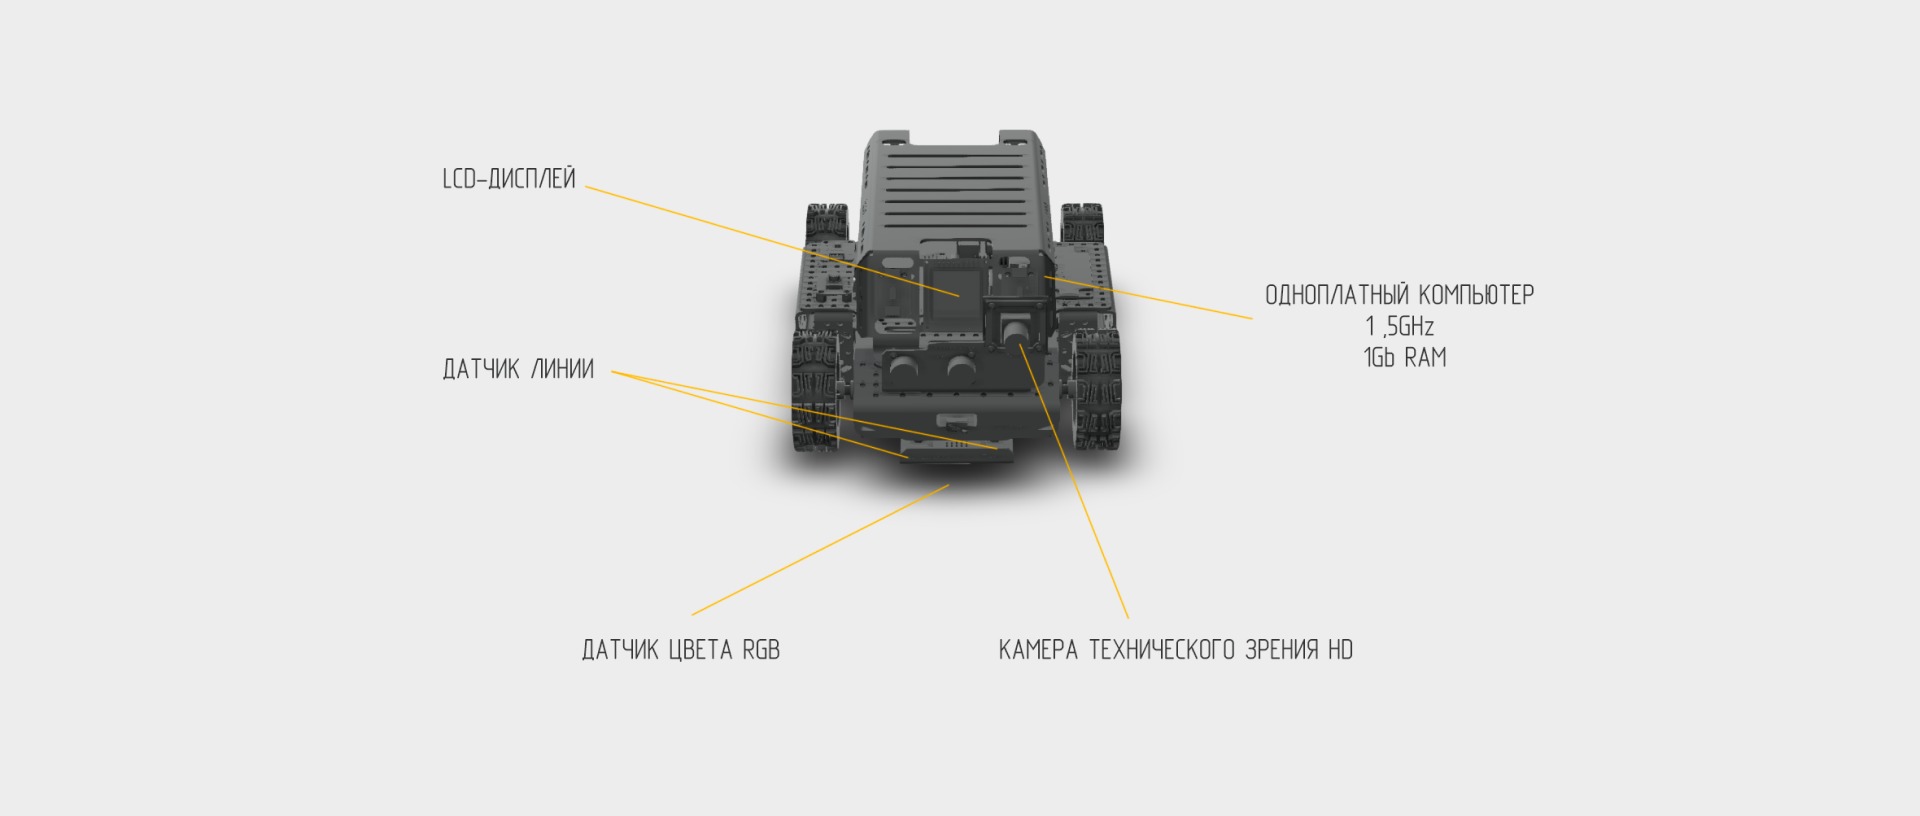 LCD-ДИСПЛЕЙ
ОДНОПЛАТНЫЙ КОМПЬЮТЕР
1 ,5GHz
1Gb RAM
ДАТЧИК ЛИНИИ
ДАТЧИК ЦВЕТА RGB
КАМЕРА ТЕХНИЧЕСКОГО ЗРЕНИЯ HD